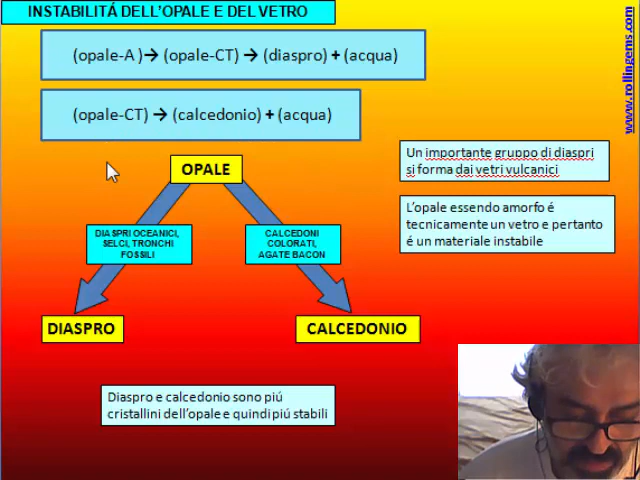 INSTABILITÁ DELL'OPALE E DEL VETRO
(opale-A )→ (opale-CT) → (diaspro) + (acqua)
(opale-CT) → (calcedonio) + (acqua)
www.rollingems.com
Un importante gruppo di diaspri
si forma dai vetri vulcanici
OPALE
L'opale essendo amorfo é
tecnicamente un vetro e pertanto
é un materiale instabile
DIASPRI OCEANICI,
SELCI, TRONCHI
FOSSILI
CALCEDONI
COLORATI,
AGATE BACON
DIASPRO
CALCEDONIO
Diaspro e calcedonio sono piú
cristallini dell'opale e quindi piú stabili